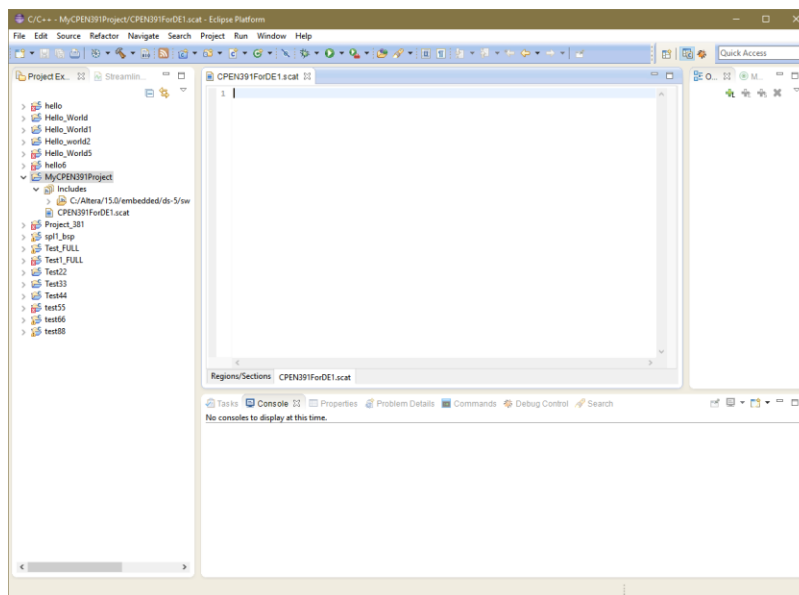 C/C++ - MyCPEN391Project/CPEN391ForDE1.scat - Eclipse Platform
File Edit Source Refactor Navigate Search Project Run Window Help
Quick Access
Project Ex...
Streamlin...
hello
Hello_World
Hello_World1
Hello_world2
Hello_World5
hello6
MyCPEN391Project
Includes
C:/Altera/15.0/embedded/ds-5/sw
CPEN391ForDE1.scat
Project_381
spl1_bsp
Test_FULL
Test1_FULL
Test22
Test33
Test44
test55
test66
test88
CPEN391ForDE1.scat
1
Regions/Sections CPEN391ForDE1.scat
O... M...
Tasks Console Properties Problem Details Commands Debug Control Search
No consoles to display at this time.